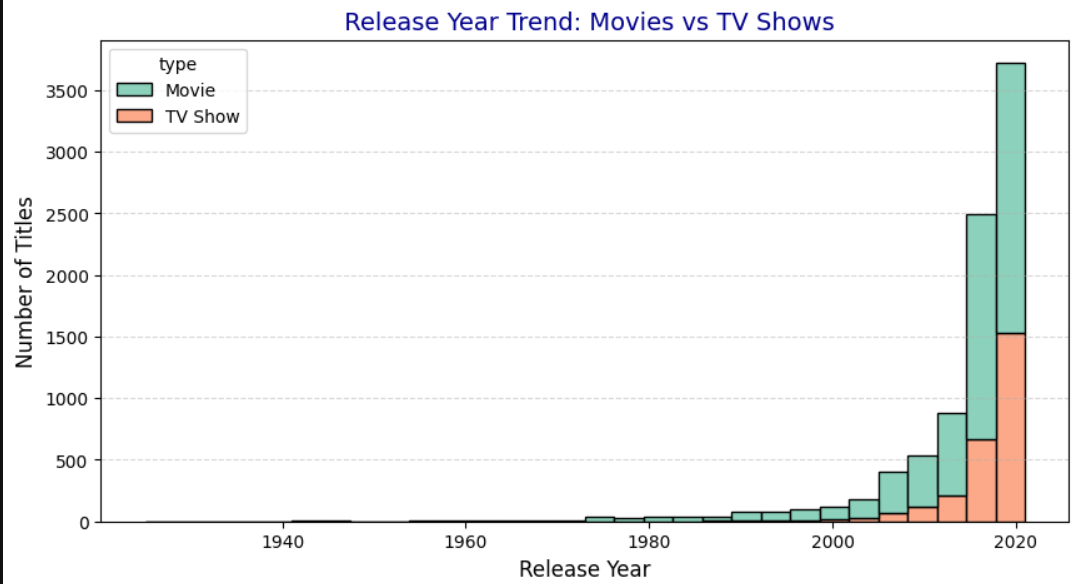 Release Year Trend: Movies vs TV Shows
type
Movie
TV Show
3500
3000
2500
2000
1500
1000
500
0
Number of Titles
1940
1960
1980
2000
2020
Release Year